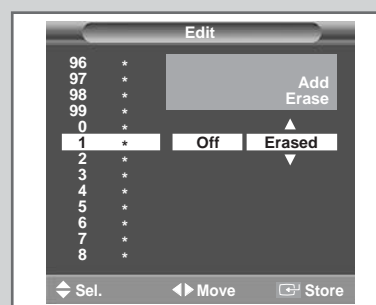 Edit
96 *
97 *
98 *
99 *
0 *
1 *
2 *
3 *
4 *
5 *
6 *
7 *
8 *
Add
Erase
Off
Erased
Sel.
Move
Store